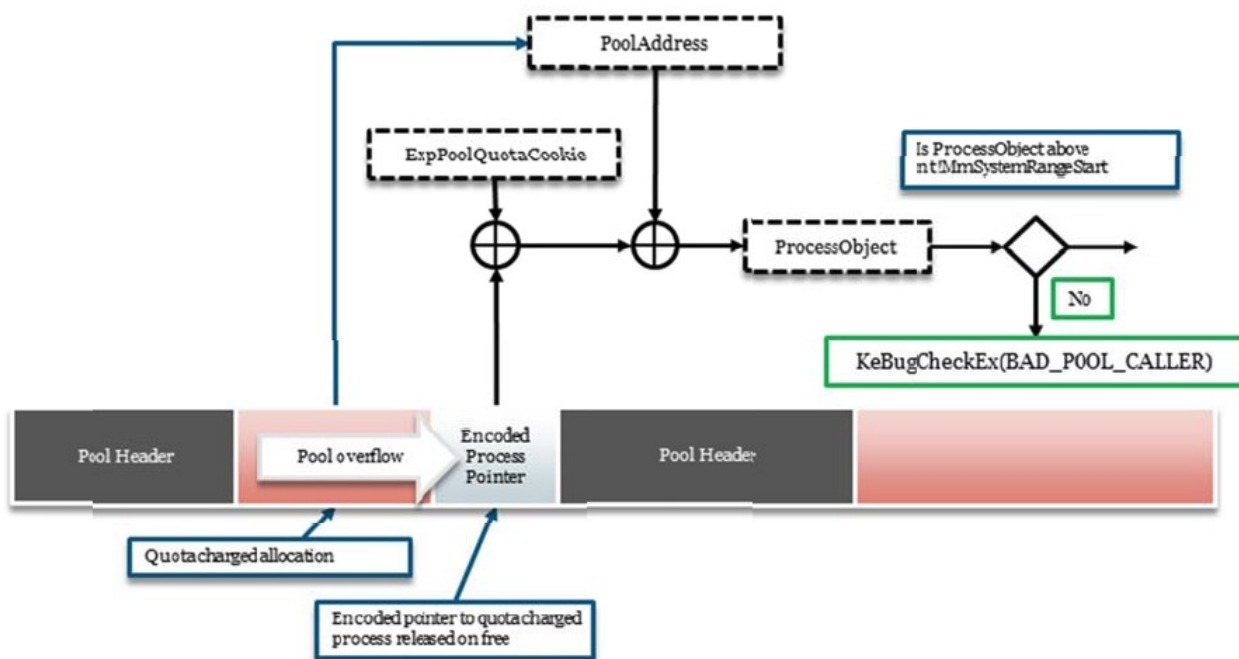 PoolAddress
ExpPoolQuotaCookie
Is ProcessObject above
nt!MmSystemRangeStart
ProcessObject
No
KeBugCheckEx(BAD_POOL_CALLER)
Pool Header
Pool overflow
Encoded
Process
Pointer
Pool Header
Quota charged allocation
Encoded pointer to quota charged
process released on free